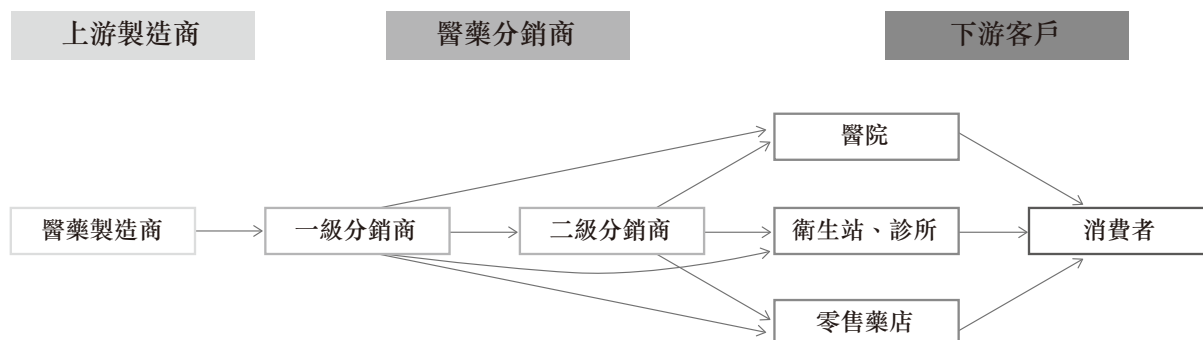 上游製造商
醫藥分銷商
下游客戶
醫院
醫藥製造商
一級分銷商
二級分銷商
衛生站、診所
消費者
零售藥店